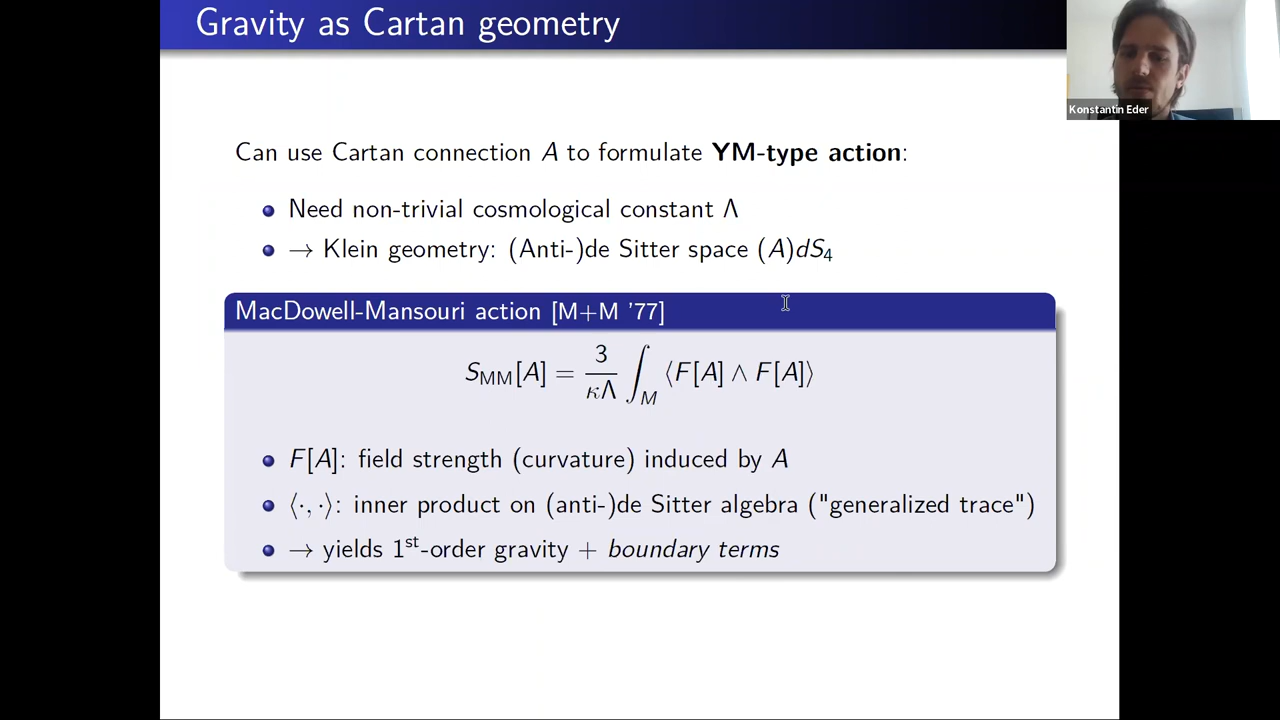 Gravity as Cartan geometry
Konstantin Eder
Can use Cartan connection A to formulate YM-type action:
Need non-trivial cosmological constant Λ
→ Klein geometry: (Anti-)de Sitter space (A)dS₄
MacDowell-Mansouri action [M+M '77]
S_MM[A] = 3/κΛ ∫_M ⟨F[A] ∧ F[A]⟩
F[A]: field strength (curvature) induced by A
⟨·, ·⟩: inner product on (anti-)de Sitter algebra ("generalized trace")
→ yields 1ˢᵗ-order gravity + boundary terms